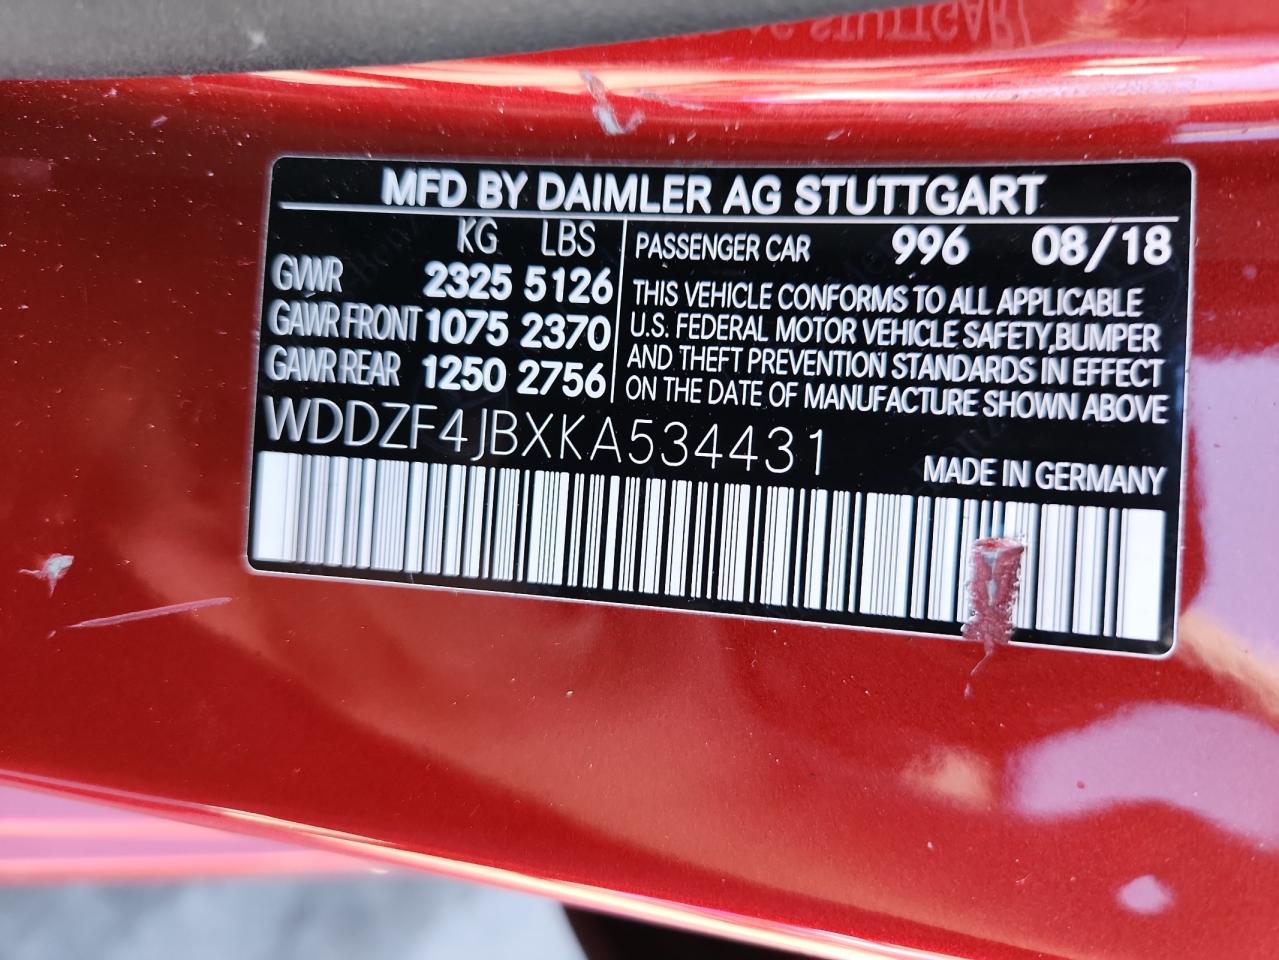 MFD BY DAIMLER AG STUTTGART
KG LBS
GVWR 2325 5126
GAWR FRONT 1075 2370
GAWR REAR 1250 2756
PASSENGER CAR 996 08/18
THIS VEHICLE CONFORMS TO ALL APPLICABLE
U.S. FEDERAL MOTOR VEHICLE SAFETY,BUMPER
AND THEFT PREVENTION STANDARDS IN EFFECT
ON THE DATE OF MANUFACTURE SHOWN ABOVE
WDDZF4JBXKA534431
MADE IN GERMANY